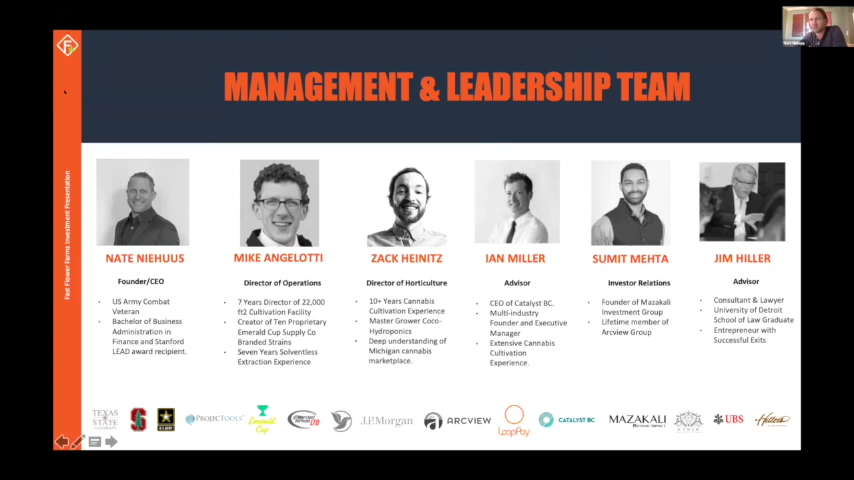 MANAGEMENT & LEADERSHIP TEAM
Fast Flower Farms Investment Presentation
NATE NIEHUUS
Founder/CEO
• US Army Combat
Veteran
• Bachelor of Business
Administration in
Finance and Stanford
LEAD award recipient.
MIKE ANGELOTTI
Director of Operations
• 7 Years Director of 22,000
ft2 Cultivation Facility
• Creator of Ten Proprietary
Emerald Cup Supply Co
Branded Strains
• Seven Years Solventless
Extraction Experience
ZACK HEINITZ
Director of Horticulture
• 10+ Years Cannabis
Cultivation Experience
• Master Grower Coco-
Hydroponics
• Deep understanding of
Michigan cannabis
marketplace.
IAN MILLER
Advisor
• CEO of Catalyst BC.
• Multi-industry
Founder and Executive
Manager
• Extensive Cannabis
Cultivation
Experience.
SUMIT MEHTA
Investor Relations
• Founder of Mazakali
Investment Group
• Lifetime member of
Arcview Group
JIM HILLER
Advisor
• Consultant & Lawyer
• University of Detroit
School of Law Graduate
• Entrepreneur with
Successful Exits
TEXAS
STATE
PROJECTOOLS
Emerald
Cup
J.P.Morgan
ARCVIEW
LoopPay
CATALYST BC
MAZAKALI
UBS
Hiller's